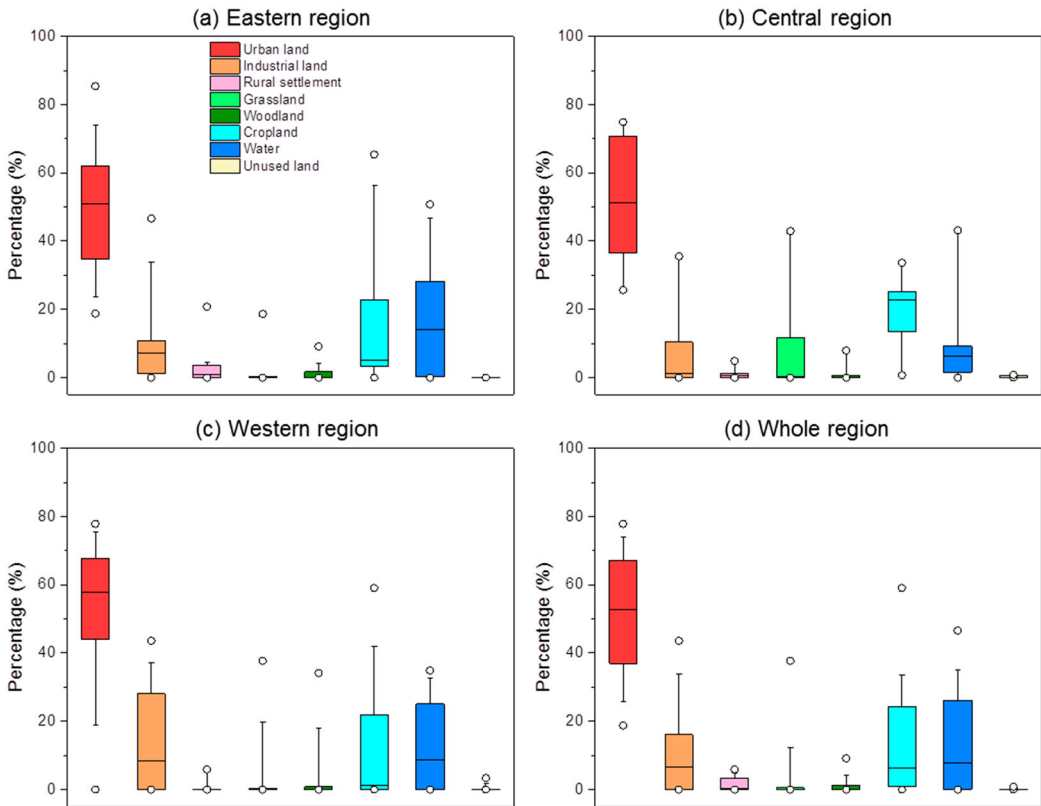 (a) Eastern region
(b) Central region
Percentage (%)
100
80
60
40
20
0
Urban land
Industrial land
Rural settlement
Grassland
Woodland
Cropland
Water
Unused land
Percentage (%)
100
80
60
40
20
0
(c) Western region
(d) Whole region
Percentage (%)
100
80
60
40
20
0
Percentage (%)
100
80
60
40
20
0